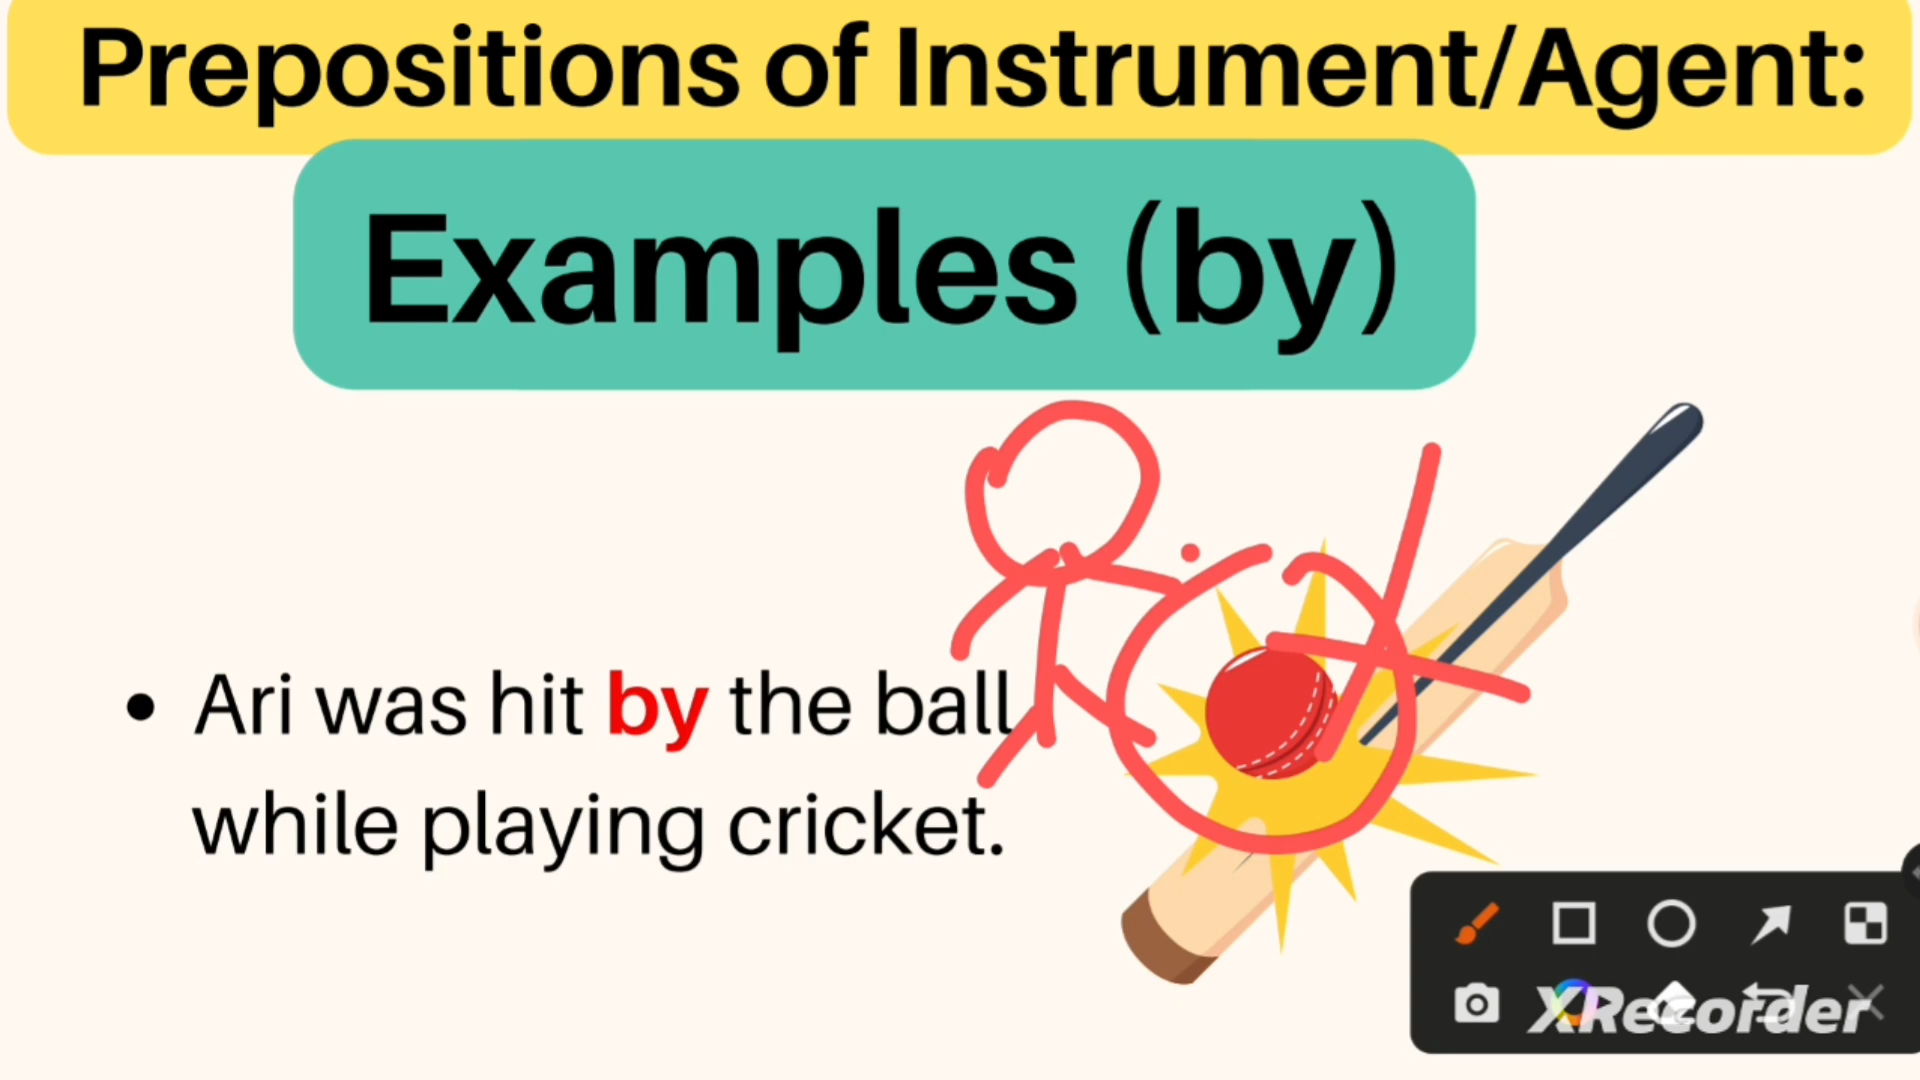 Prepositions of Instrument/Agent:
Examples (by)
• Ari was hit by the ball
while playing cricket.
XRecorder